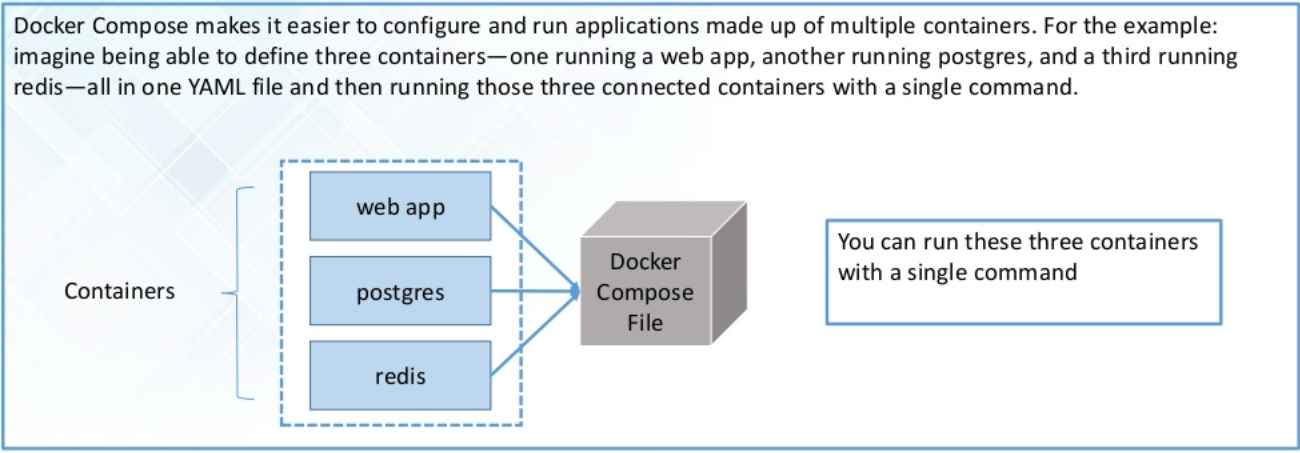 Docker Compose makes it easier to configure and run applications made up of multiple containers. For the example:
imagine being able to define three containers—one running a web app, another running postgres, and a third running
redis—all in one YAML file and then running those three connected containers with a single command.
web app
Containers
postgres
redis
Docker
Compose
File
You can run these three containers
with a single command